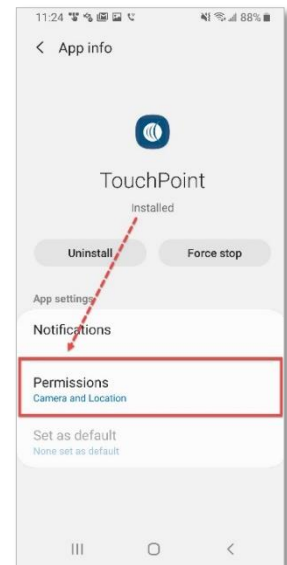 11:24 88%
App info
TouchPoint
Installed
Uninstall Force stop
App settings
Notifications
Permissions
Camera and Location
Set as default
None set as default